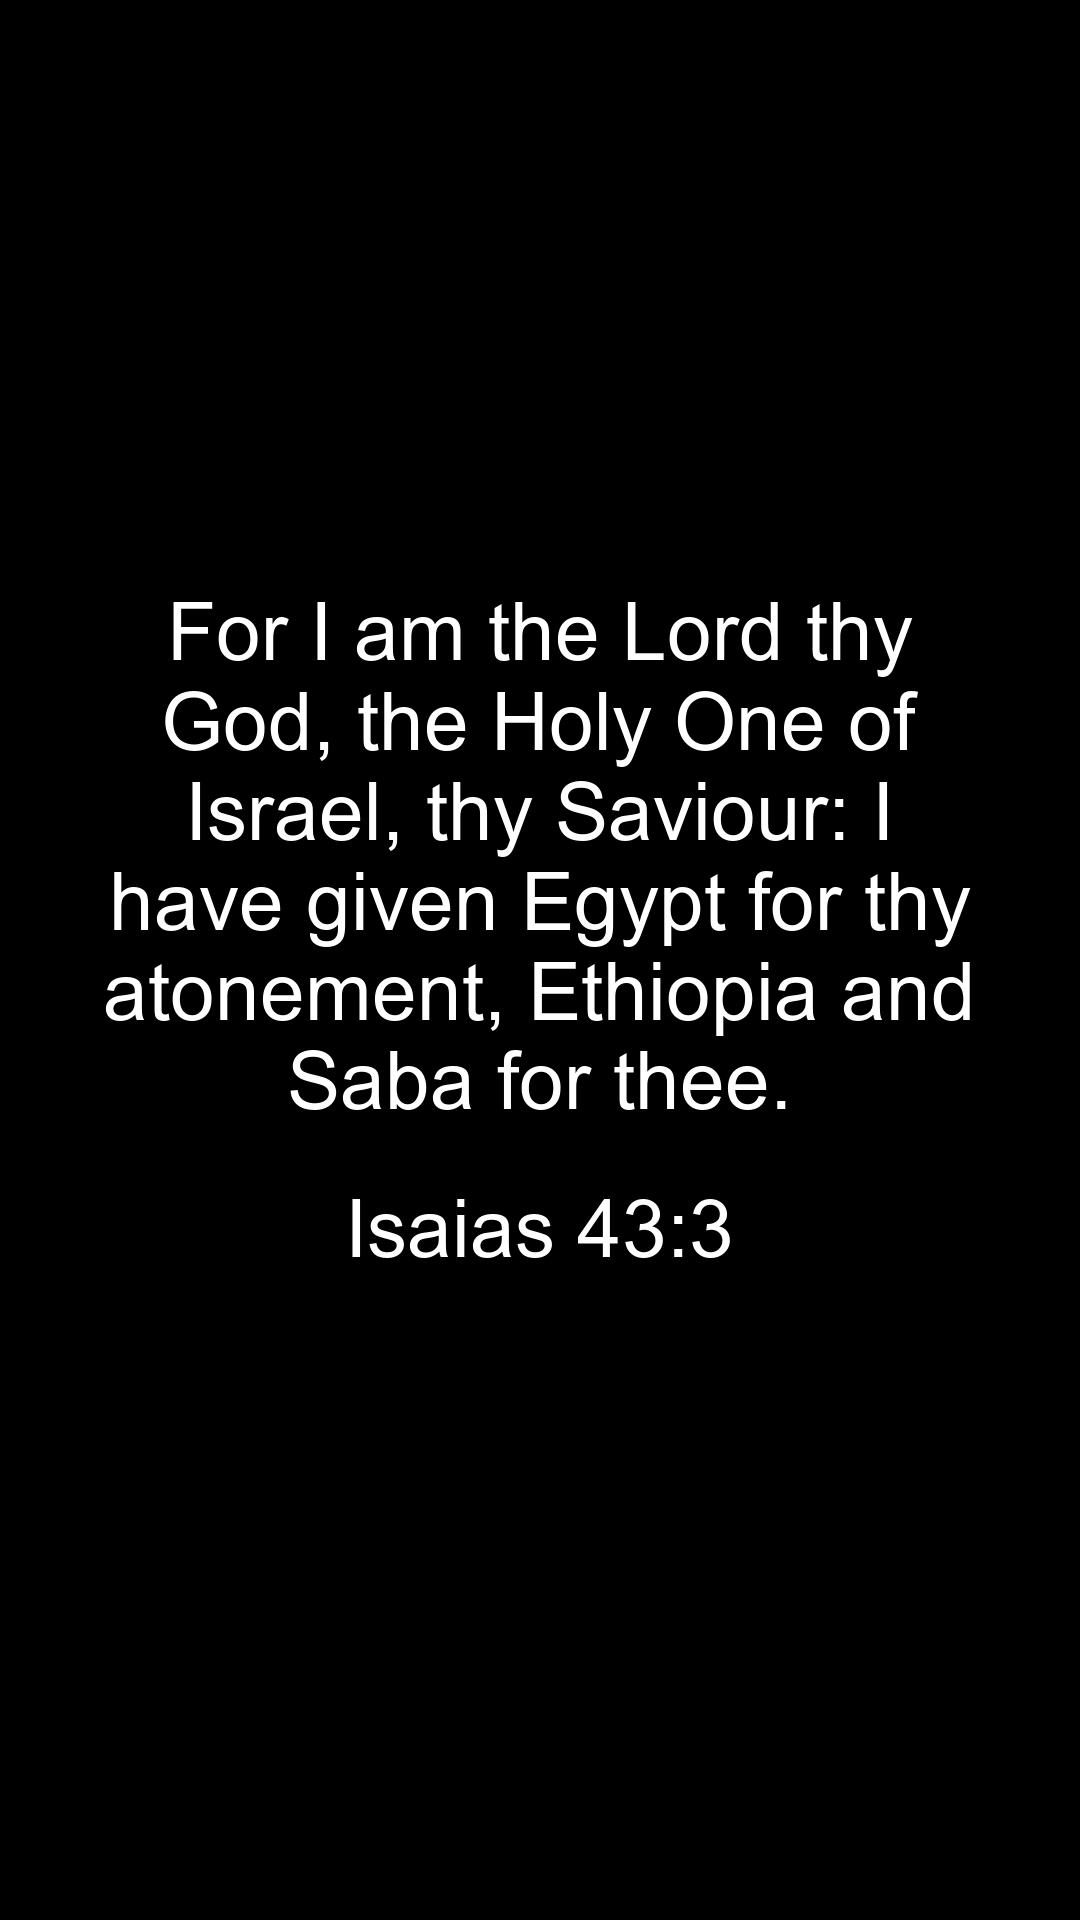 For I am the Lord thy
God, the Holy One of
Israel, thy Saviour: I
have given Egypt for thy
atonement, Ethiopia and
Saba for thee.
Isaias 43:3